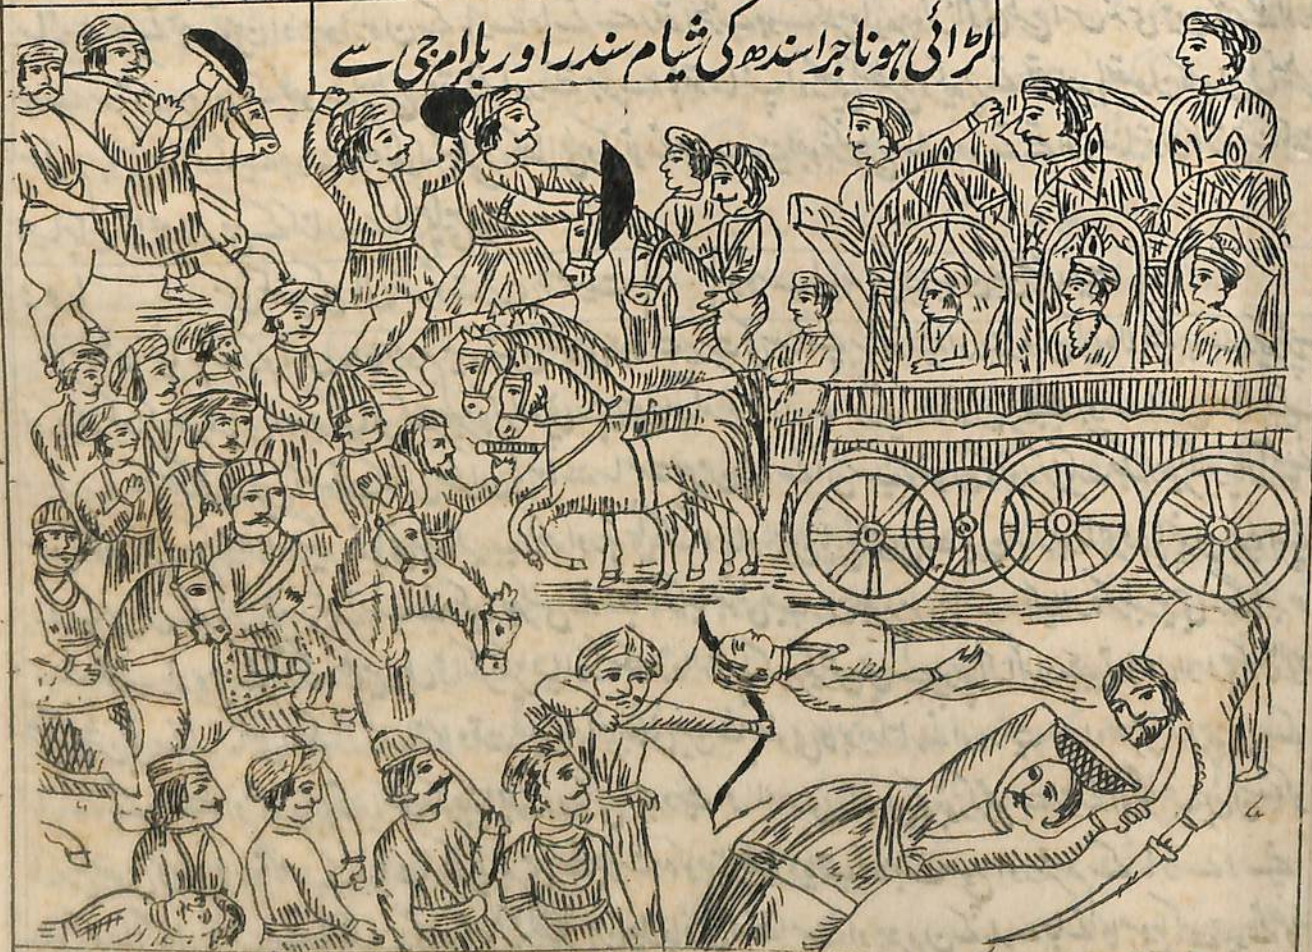 لڑائی ہونا جراسندھ کی شیام سندر اور بلرام جی سے